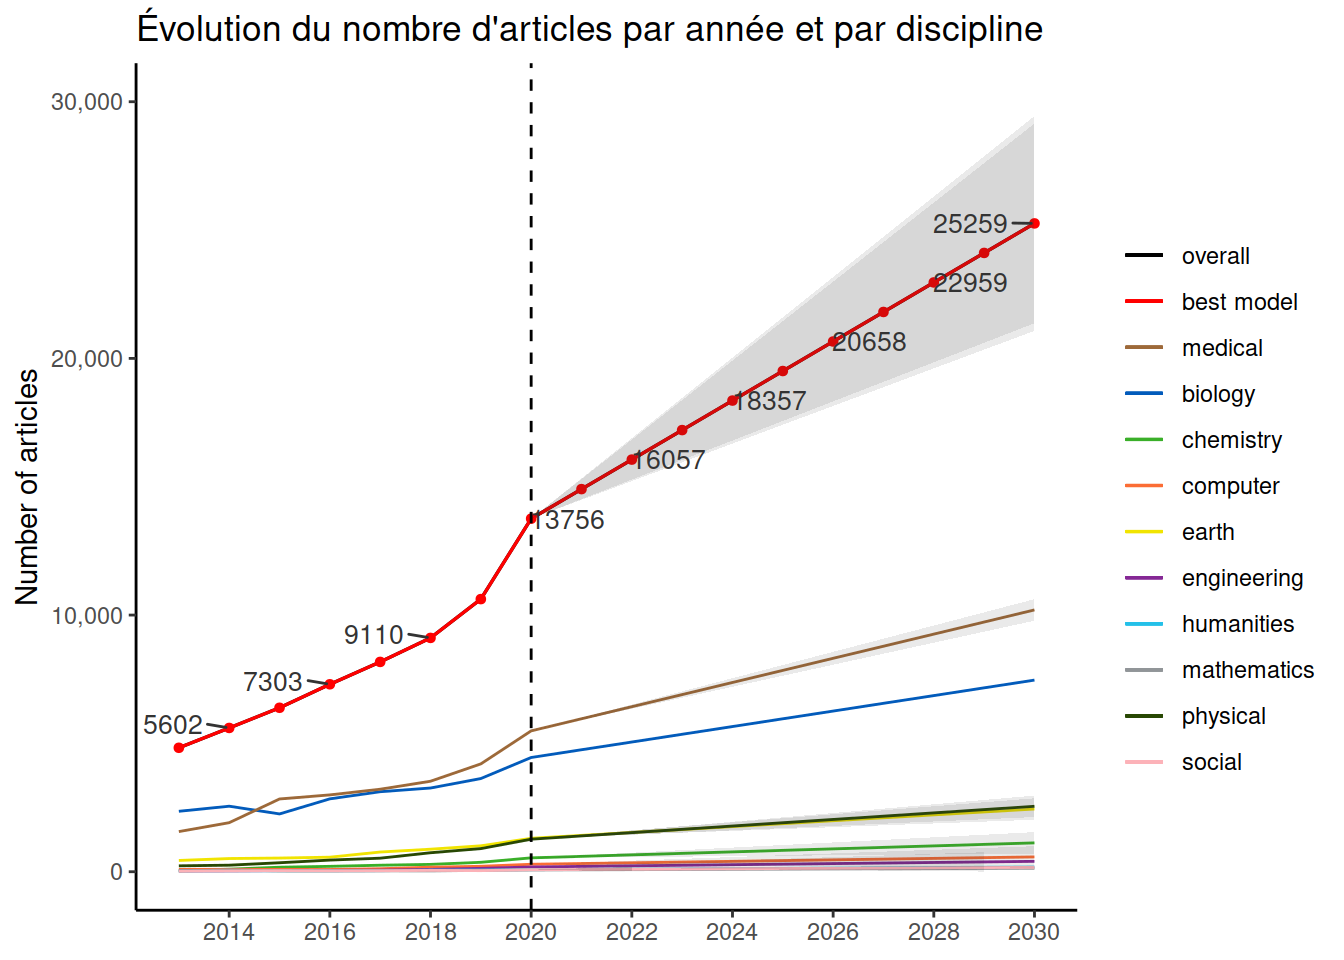 Évolution du nombre d'articles par année et par discipline
Number of articles
30,000
20,000
10,000
0
5602
7303
9110
13756
16057
18357
20658
22959
25259
2014 2016 2018 2020 2022 2024 2026 2028 2030
overall
best model
medical
biology
chemistry
computer
earth
engineering
humanities
mathematics
physical
social